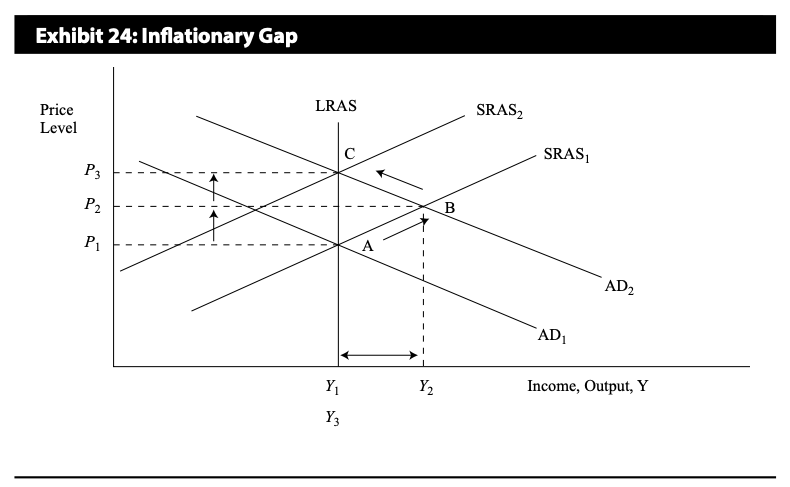 Exhibit 24: Inflationary Gap
Price
Level
LRAS
SRAS₂
C
SRAS₁
P₃
P₂
B
P₁
A
AD₂
AD₁
Y₁
Y₂
Income, Output, Y
Y₃